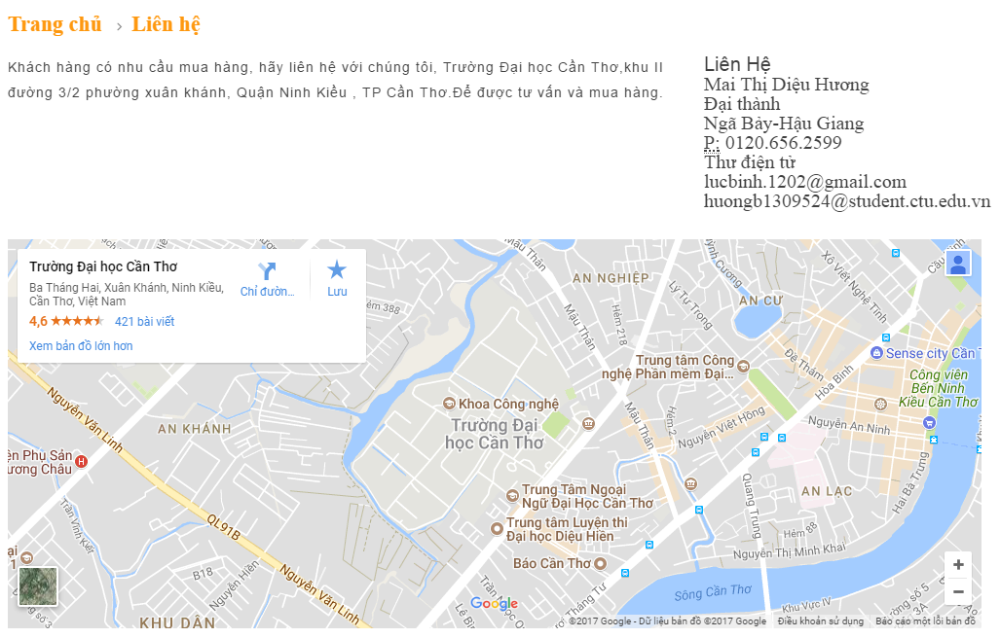 Trang chủ › Liên hệ
Khách hàng có nhu cầu mua hàng, hãy liên hệ với chúng tôi, Trường Đại học Cần Thơ,khu II
đường 3/2 phường xuân khánh, Quận Ninh Kiều , TP Cần Thơ.Để được tư vấn và mua hàng.
Liên Hệ
Mai Thị Diệu Hương
Đại thành
Ngã Bảy-Hậu Giang
P: 0120.656.2599
Thư điện tử
lucbinh.1202@gmail.com
huongb1309524@student.ctu.edu.vn
Trường Đại học Cần Thơ
Ba Tháng Hai, Xuân Khánh, Ninh Kiều,
Cần Thơ, Việt Nam
4,6 421 bài viết
Xem bản đồ lớn hơn
Chỉ đườn...
Lưu
Hẻm 388
AN NGHIỆP
Mậu Thân
Mậu Thân
Hẻm 218
Lý Tự Trọng
Huỳnh Cương
AN CƯ
Xô Viết Nghệ Tĩnh
Cầu
Sense city Cần T
Trung tâm Công
nghệ Phần mềm Đại...
Đề Thám
Hòa Bình
Công viên
Bến Ninh
Kiều Cần Thơ
Nguyễn Văn Linh
Khoa Công nghệ
Trường Đại
học Cần Thơ
AN KHÁNH
Mậu Thân
Hẻm 2
Nguyễn Việt Hồng
Nguyễn An Ninh
ện Phụ Sản
ương Châu
H
Trung Tâm Ngoại
Ngữ Đại Học Cần Thơ
Hai Bà Trưng
AN LẠC
Quang Trung
Trần Vĩnh Kiết
QL91B
Trung tâm Luyện thi
Đại học Diệu Hiền
Hẻm 88
ại
1
Báo Cần Thơ
Nguyễn Thị Minh Khai
B18
Nguyễn Hiền
Nguyễn Văn Linh
Sông Cần Thơ
số 5
3A
KHU DÂN
Google
Khu Vực IV
©2017 Google - Dữ liệu bản đồ ©2017 Google
Điều khoản sử dụng
Báo cáo một lỗi bản đồ